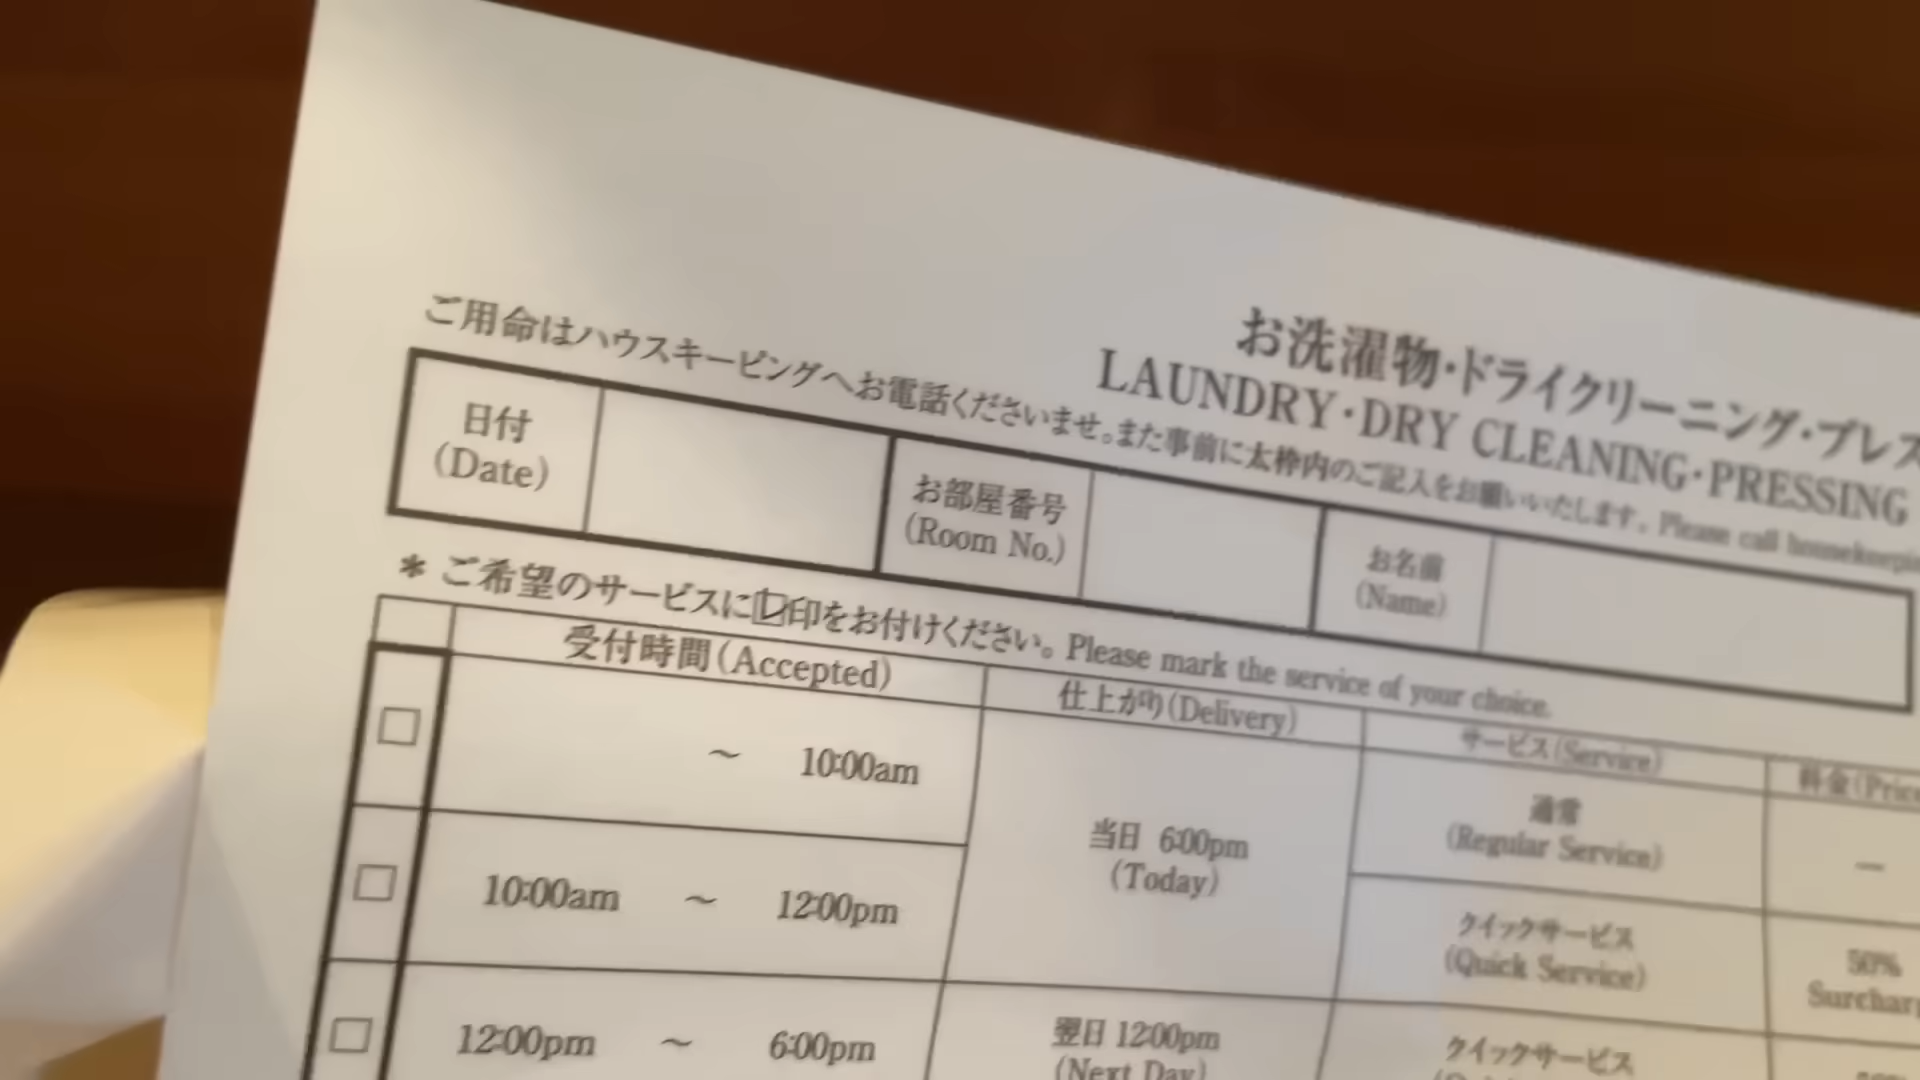 お洗濯物・ドライクリーニング・プレス
LAUNDRY・DRY CLEANING・PRESSING
ご用命はハウスキーピングへお電話くださいませ。また事前に太枠内のご記入をお願いいたします。Please call housekeeping
日付
(Date)
お部屋番号
(Room No.)
お名前
(Name)
* ご希望のサービスに☑印をお付けください。Please mark the service of your choice.
受付時間(Accepted)
仕上がり(Delivery)
サービス(Service)
料金(Price
□ ～ 10:00am
当日 6:00pm
(Today)
通常
(Regular Service)
—
□ 10:00am ～ 12:00pm
クイックサービス
(Quick Service)
50%
Surcharg
□ 12:00pm ～ 6:00pm
翌日 12:00pm
(Next Day)
クイックサービス